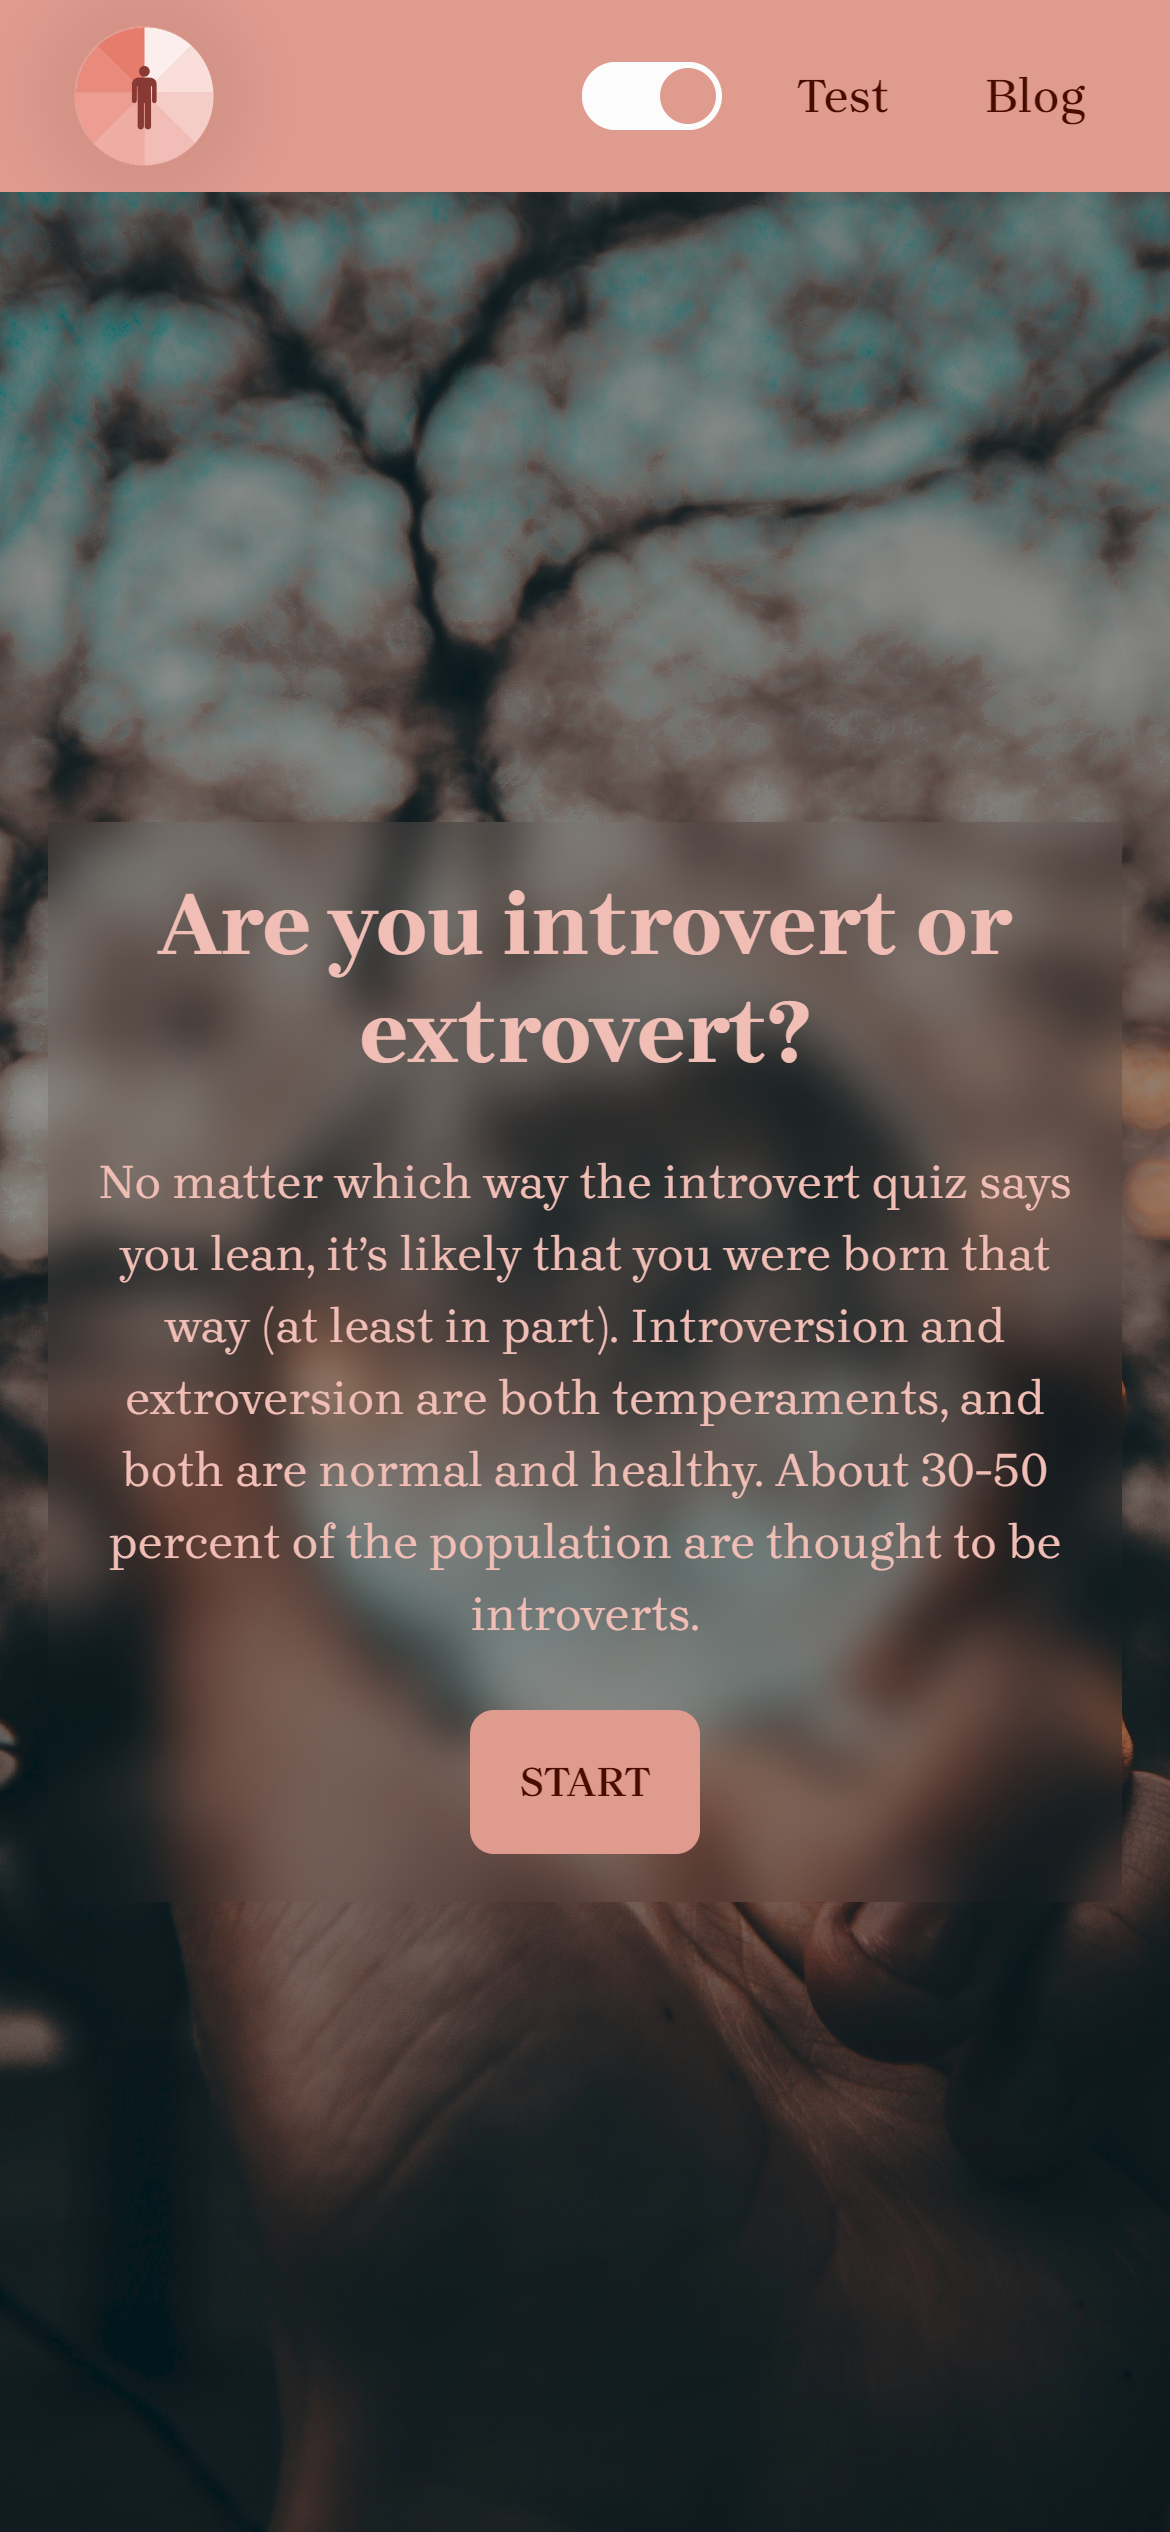 Test Blog
Are you introvert or
extrovert?
No matter which way the introvert quiz says
you lean, it’s likely that you were born that
way (at least in part). Introversion and
extroversion are both temperaments, and
both are normal and healthy. About 30-50
percent of the population are thought to be
introverts.
START